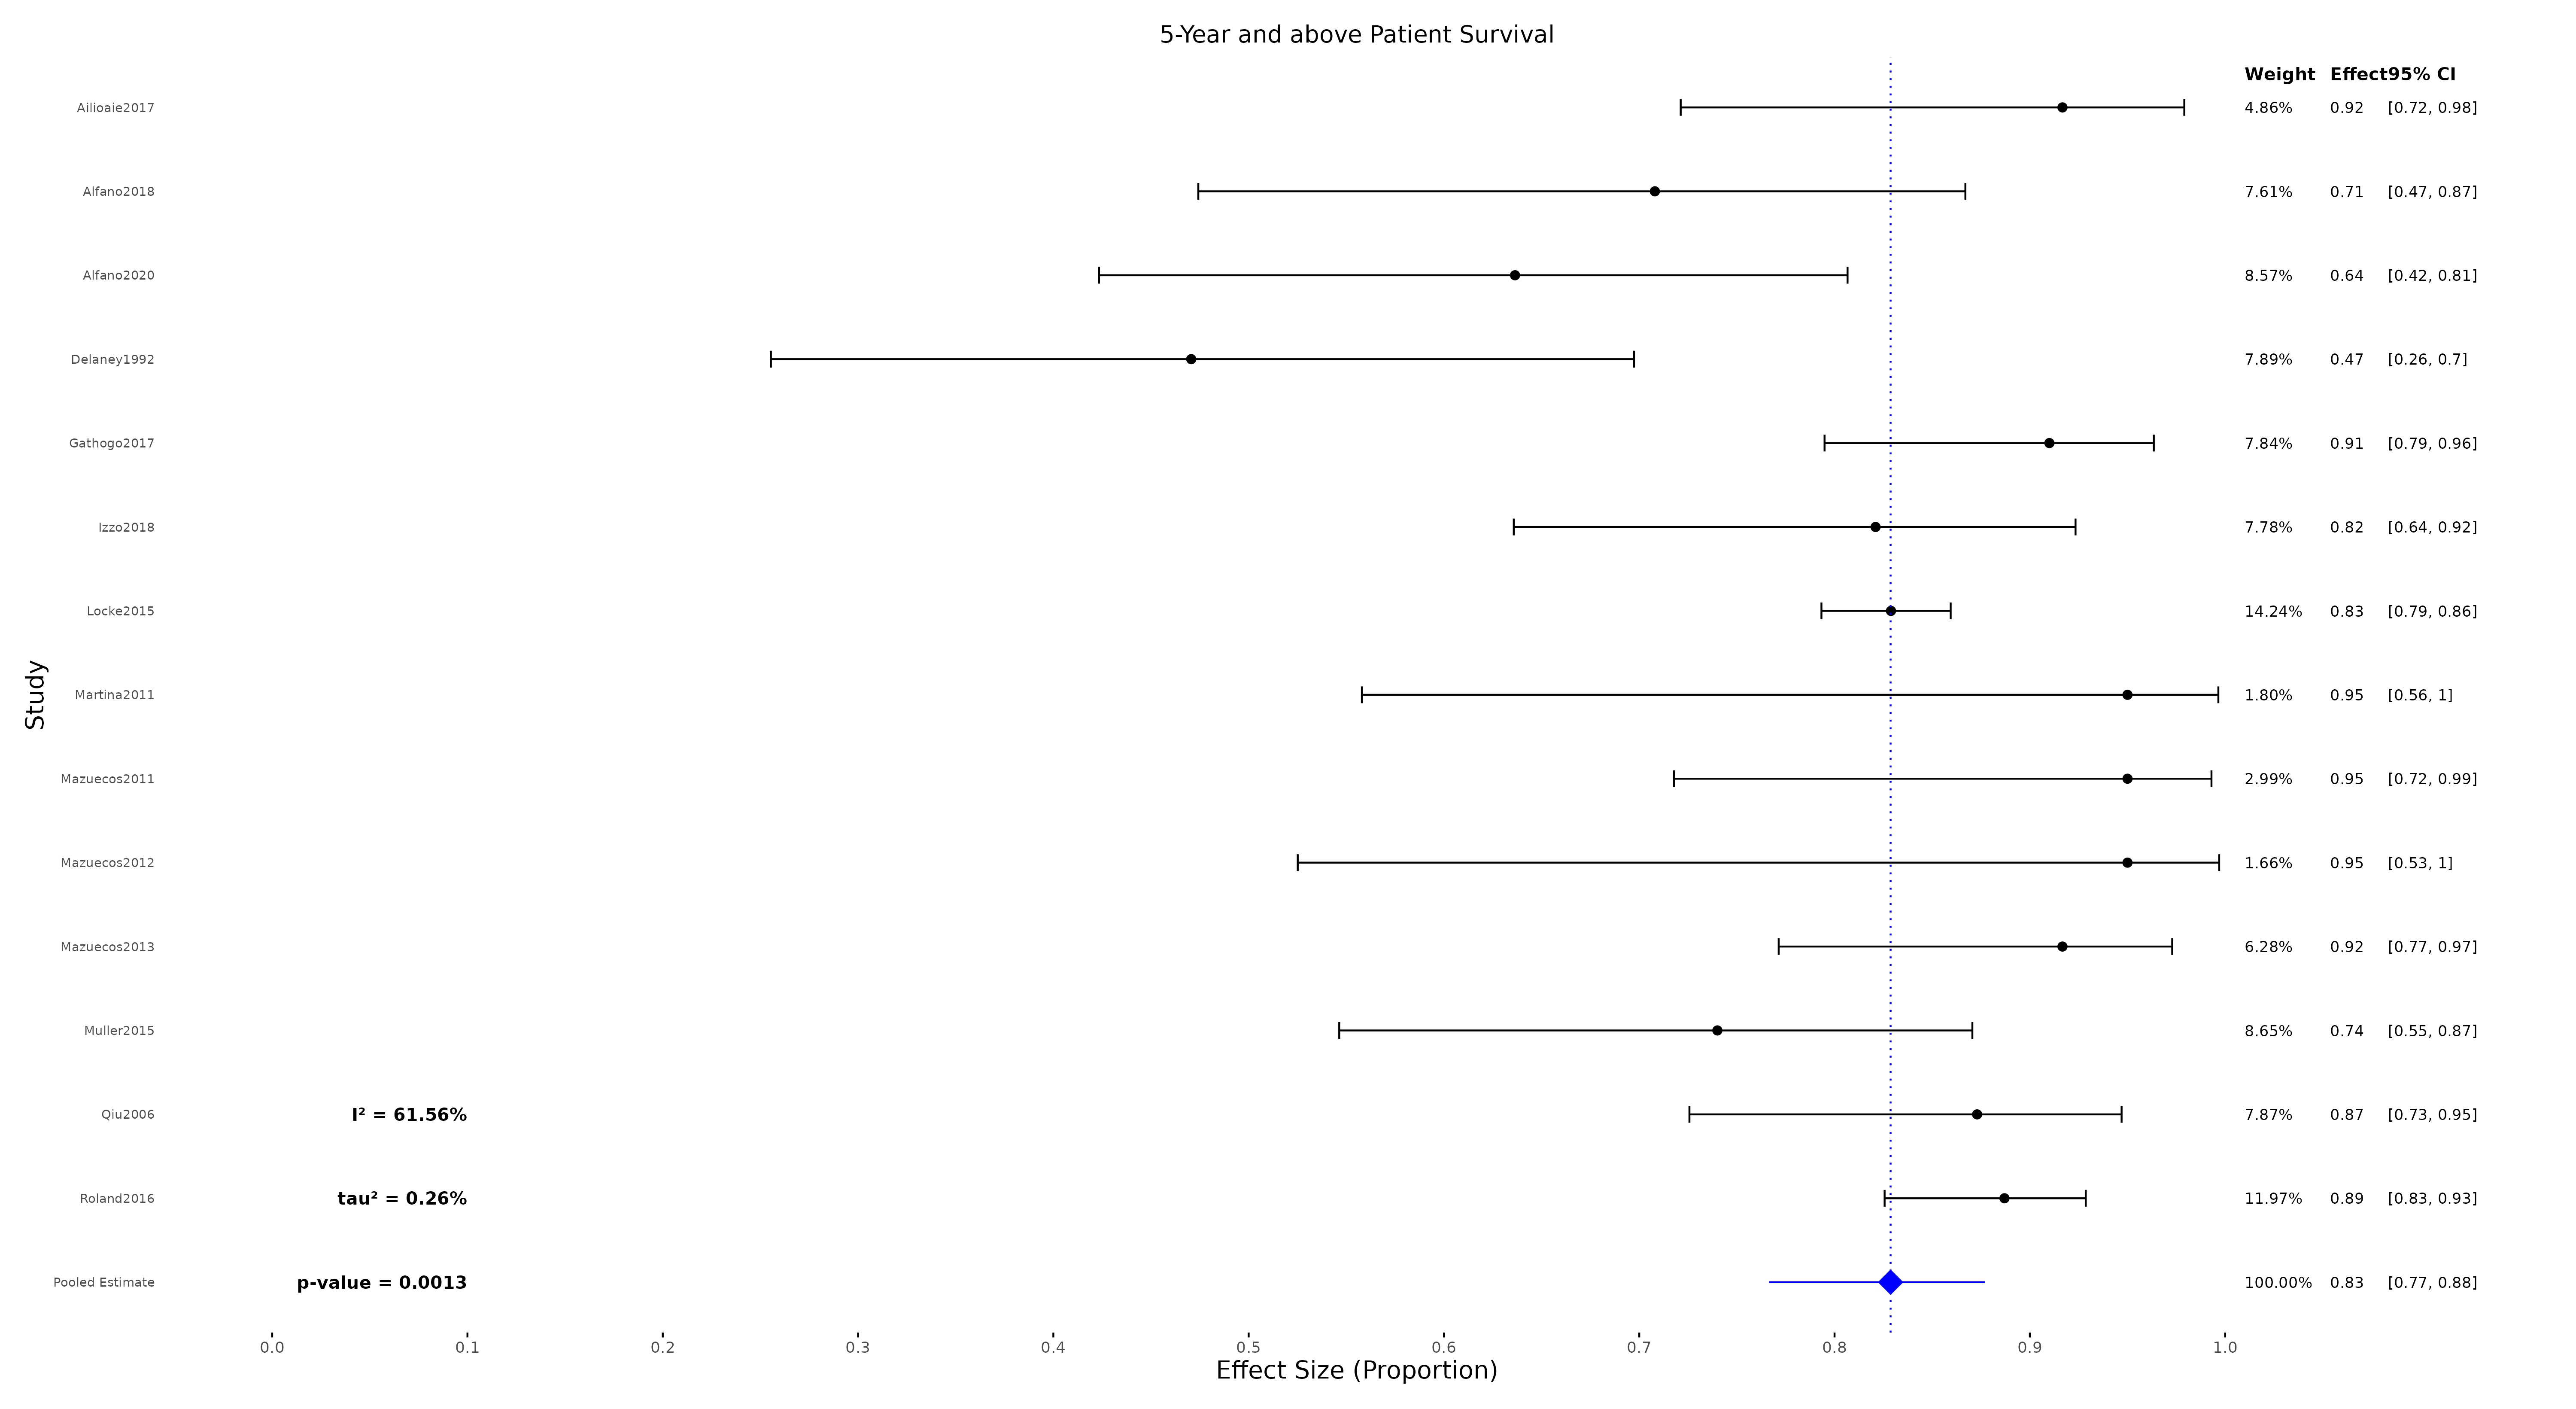 5-Year and above Patient Survival
Weight Effect 95% CI
Ailioaie2017 4.86% 0.92 [0.72, 0.98]
Alfano2018 7.61% 0.71 [0.47, 0.87]
Alfano2020 8.57% 0.64 [0.42, 0.81]
Delaney1992 7.89% 0.47 [0.26, 0.7]
Gathogo2017 7.84% 0.91 [0.79, 0.96]
Izzo2018 7.78% 0.82 [0.64, 0.92]
Locke2015 14.24% 0.83 [0.79, 0.86]
Study
Martina2011 1.80% 0.95 [0.56, 1]
Mazuecos2011 2.99% 0.95 [0.72, 0.99]
Mazuecos2012 1.66% 0.95 [0.53, 1]
Mazuecos2013 6.28% 0.92 [0.77, 0.97]
Muller2015 8.65% 0.74 [0.55, 0.87]
Qiu2006 I² = 61.56% 7.87% 0.87 [0.73, 0.95]
Roland2016 tau² = 0.26% 11.97% 0.89 [0.83, 0.93]
Pooled Estimate p-value = 0.0013 100.00% 0.83 [0.77, 0.88]
0.0 0.1 0.2 0.3 0.4 0.5 0.6 0.7 0.8 0.9 1.0
Effect Size (Proportion)